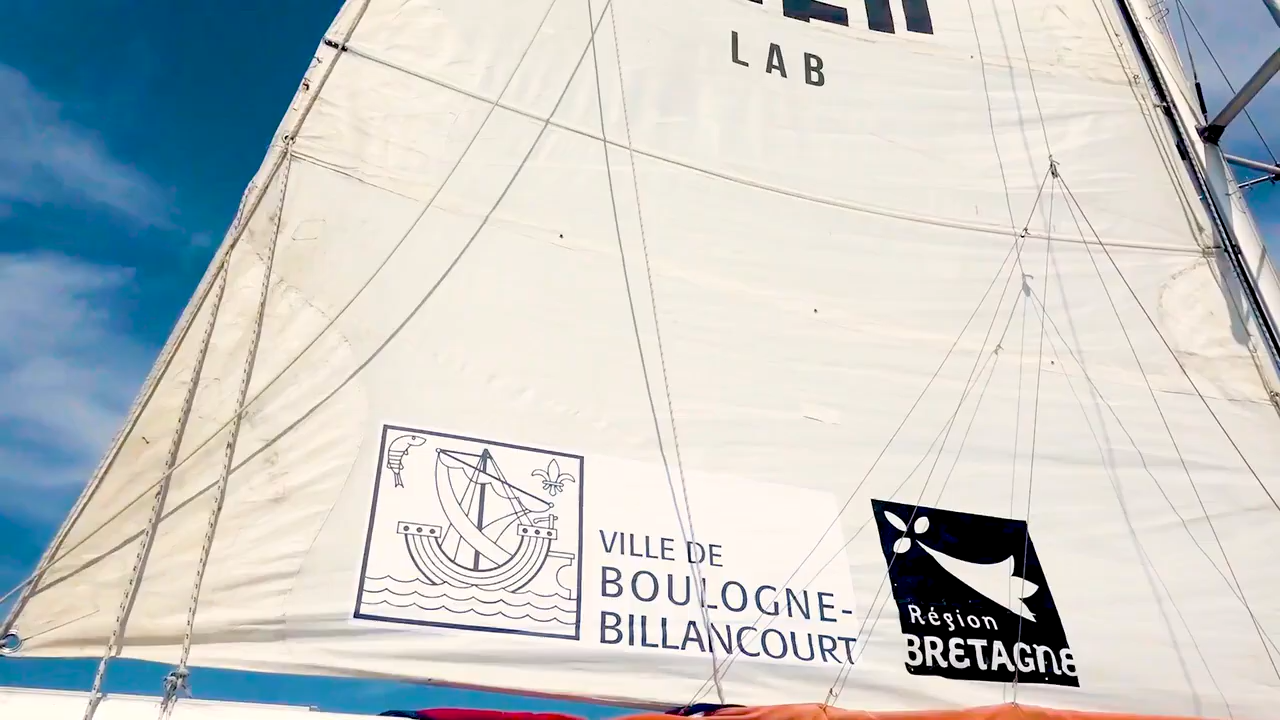 LAB
VILLE DE
BOULOGNE-
BILLANCOURT
Région
BRETAGNE